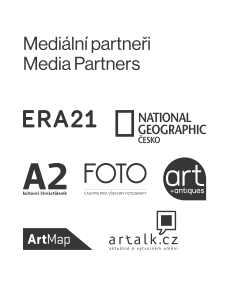 Mediální partneři
Media Partners
ERA21
NATIONAL
GEOGRAPHIC
ČESKO
A2
kulturní čtrnáctideník
FOTO
ČASOPIS PRO VŠECHNY FOTOGRAFY
art
+antiques
ArtMap
artalk.cz
aktuálně o výtvarném umění